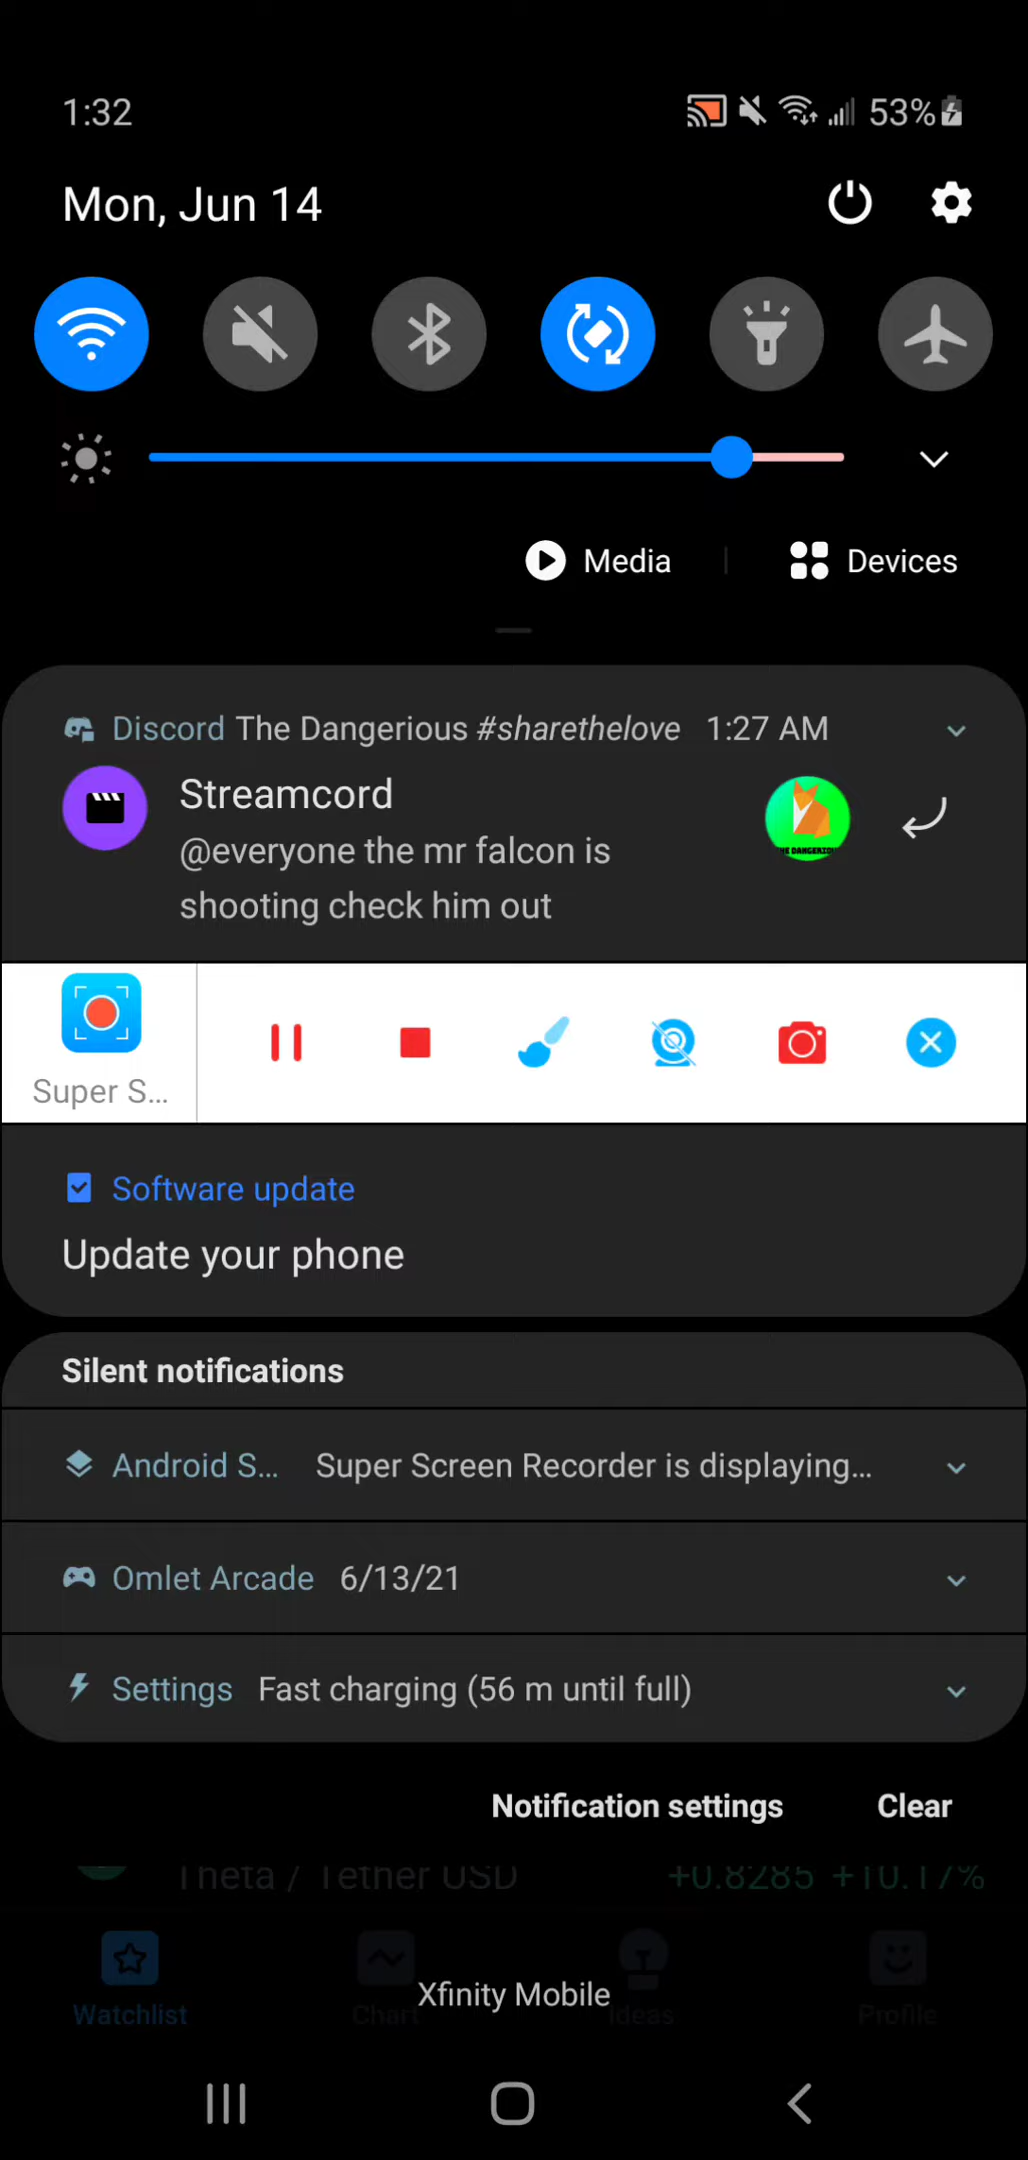 1:32 53%
Mon, Jun 14
Media Devices
Discord The Dangerious #sharethelove 1:27 AM
Streamcord
@everyone the mr falcon is
shooting check him out
THE DANGERIOU
Super S...
Software update
Update your phone
Silent notifications
Android S... Super Screen Recorder is displaying...
Omlet Arcade 6/13/21
Settings Fast charging (56 m until full)
Notification settings Clear
Theta / Tether USD +0.8285 +10.17%
Xfinity Mobile
Watchlist Chart Ideas Profile